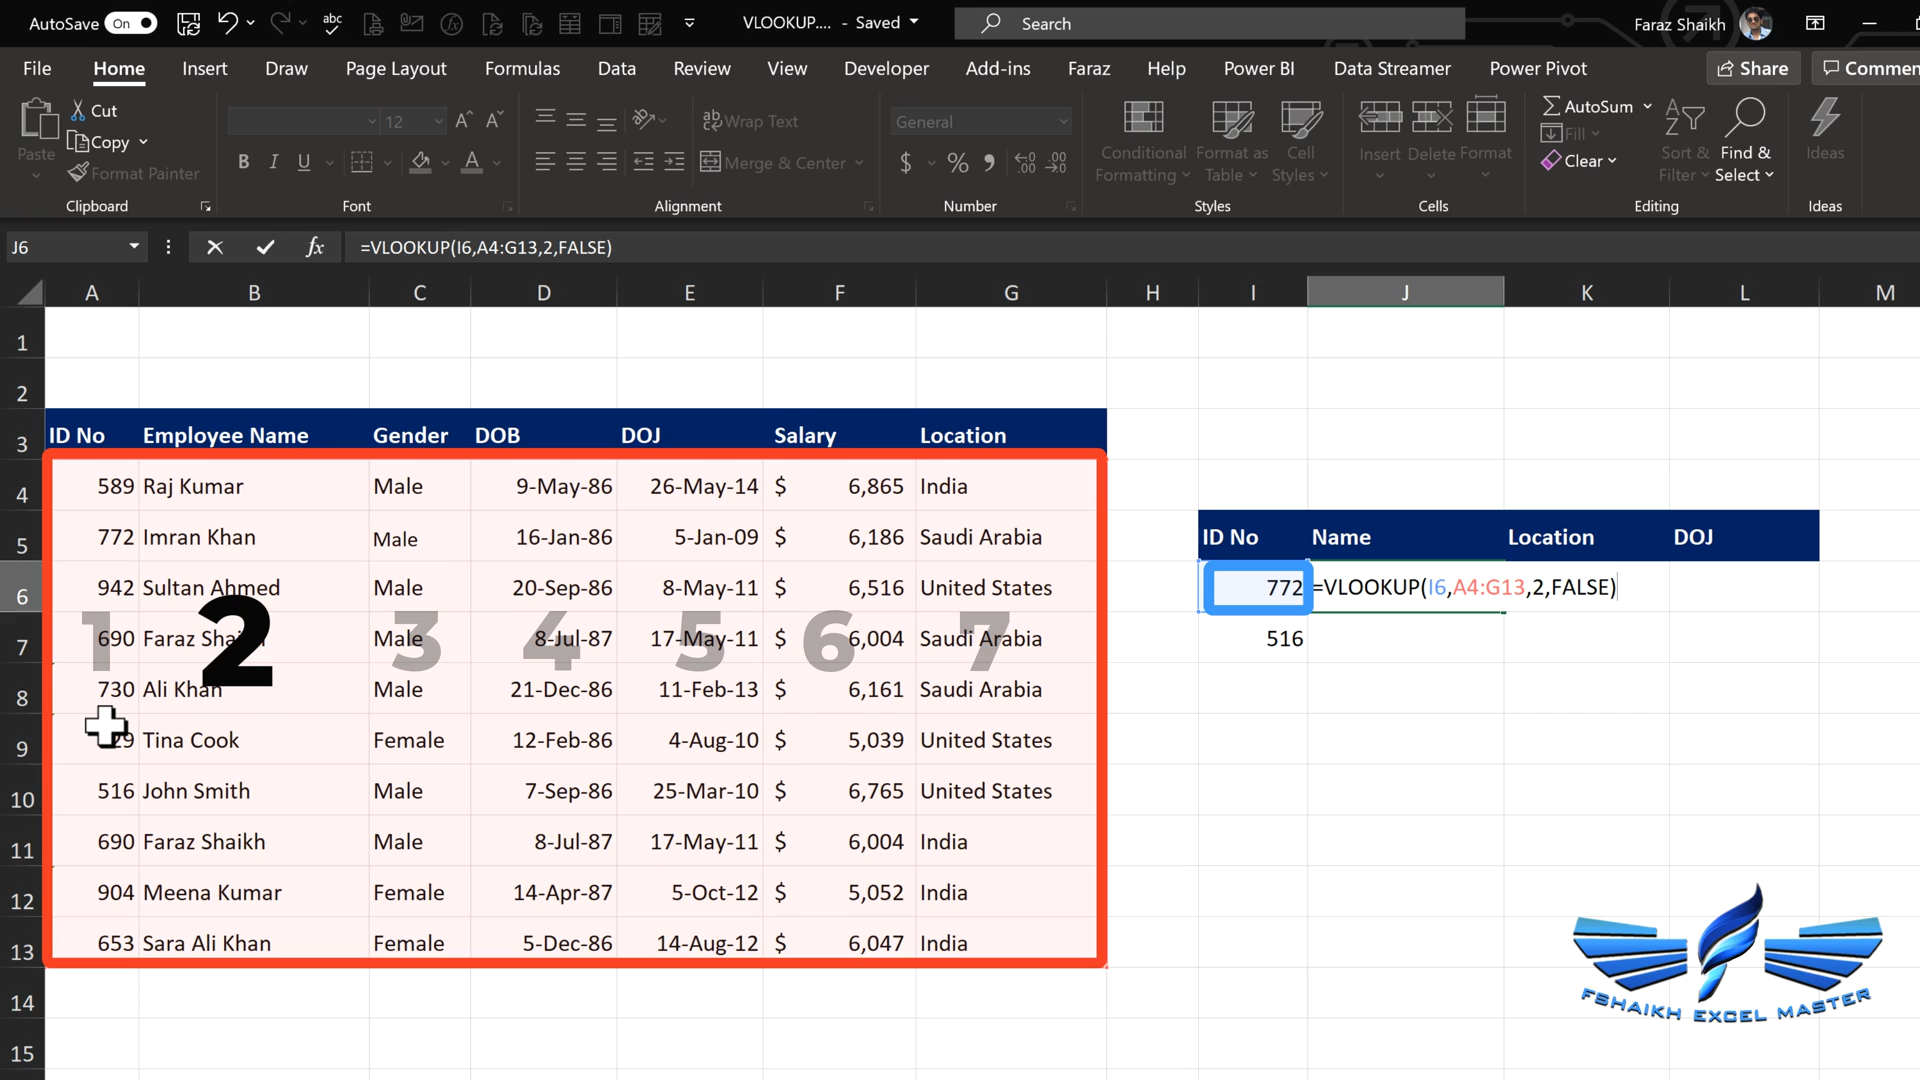 AutoSave On abc VLOOKUP.... - Saved Search Faraz Shaikh
File Home Insert Draw Page Layout Formulas Data Review View Developer Add-ins Faraz Help Power BI Data Streamer Power Pivot Share Commen
Paste Cut Copy Format Painter
12 A A
B I U A
ab Wrap Text
Merge & Center
General
$ % 9 .00 .00
Conditional Formatting Format as Table Cell Styles
Insert Delete Format
AutoSum Fill Clear
Sort & Filter Find & Select
Ideas
Clipboard Font Alignment Number Styles Cells Editing Ideas
J6 fx =VLOOKUP(I6,A4:G13,2,FALSE)
A B C D E F G H I J K L M
1
2
3 ID No Employee Name Gender DOB DOJ Salary Location
4 589 Raj Kumar Male 9-May-86 26-May-14 $ 6,865 India
5 772 Imran Khan Male 16-Jan-86 5-Jan-09 $ 6,186 Saudi Arabia ID No Name Location DOJ
6 942 Sultan Ahmed Male 20-Sep-86 8-May-11 $ 6,516 United States 772 =VLOOKUP(I6,A4:G13,2,FALSE)
1 2 3 4 5 6 7
7 690 Faraz Shaikh Male 8-Jul-87 17-May-11 $ 6,004 Saudi Arabia 516
8 730 Ali Khan Male 21-Dec-86 11-Feb-13 $ 6,161 Saudi Arabia
9 Tina Cook Female 12-Feb-86 4-Aug-10 $ 5,039 United States
10 516 John Smith Male 7-Sep-86 25-Mar-10 $ 6,765 United States
11 690 Faraz Shaikh Male 8-Jul-87 17-May-11 $ 6,004 India
12 904 Meena Kumar Female 14-Apr-87 5-Oct-12 $ 5,052 India
13 653 Sara Ali Khan Female 5-Dec-86 14-Aug-12 $ 6,047 India
14
15
FSHAIKH EXCEL MASTER